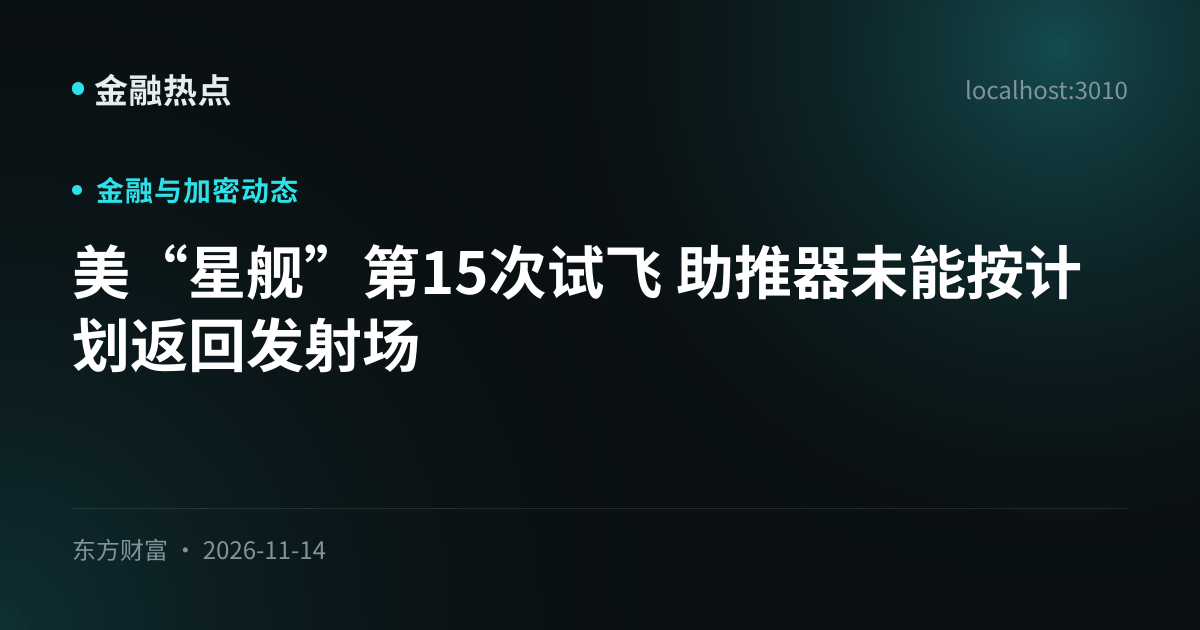 金融热点
localhost:3010
金融与加密动态
美“星舰”第15次试飞 助推器未能按计
划返回发射场
东方财富 · 2026-11-14